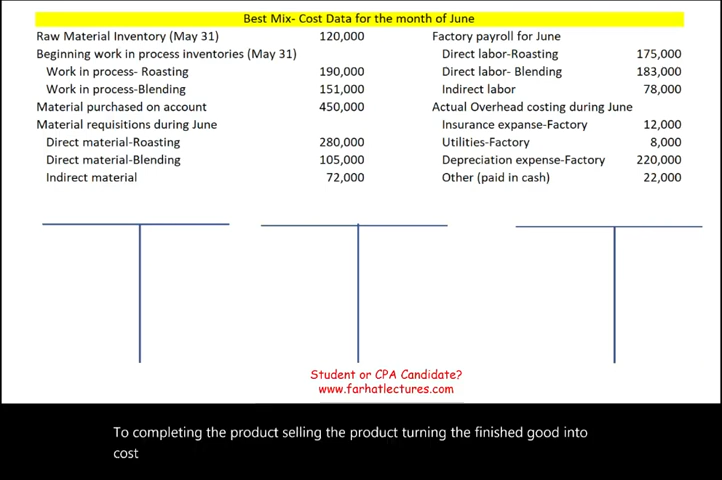 Best Mix- Cost Data for the month of June
Raw Material Inventory (May 31) 120,000
Beginning work in process inventories (May 31)
Work in process- Roasting 190,000
Work in process-Blending 151,000
Material purchased on account 450,000
Material requisitions during June
Direct material-Roasting 280,000
Direct material-Blending 105,000
Indirect material 72,000
Factory payroll for June
Direct labor-Roasting 175,000
Direct labor- Blending 183,000
Indirect labor 78,000
Actual Overhead costing during June
Insurance expanse-Factory 12,000
Utilities-Factory 8,000
Depreciation expense-Factory 220,000
Other (paid in cash) 22,000
Student or CPA Candidate?
www.farhatlectures.com
To completing the product selling the product turning the finished good into
cost